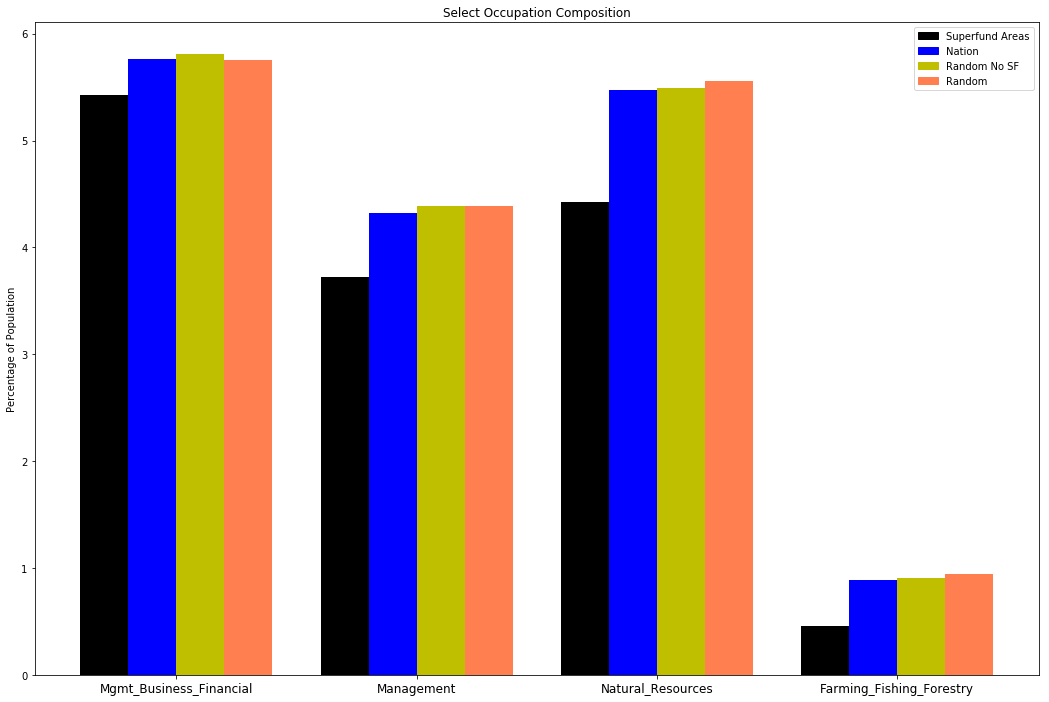 Select Occupation Composition
Superfund Areas
Nation
Random No SF
Random
Percentage of Population
6
5
4
3
2
1
0
Mgmt_Business_Financial
Management
Natural_Resources
Farming_Fishing_Forestry